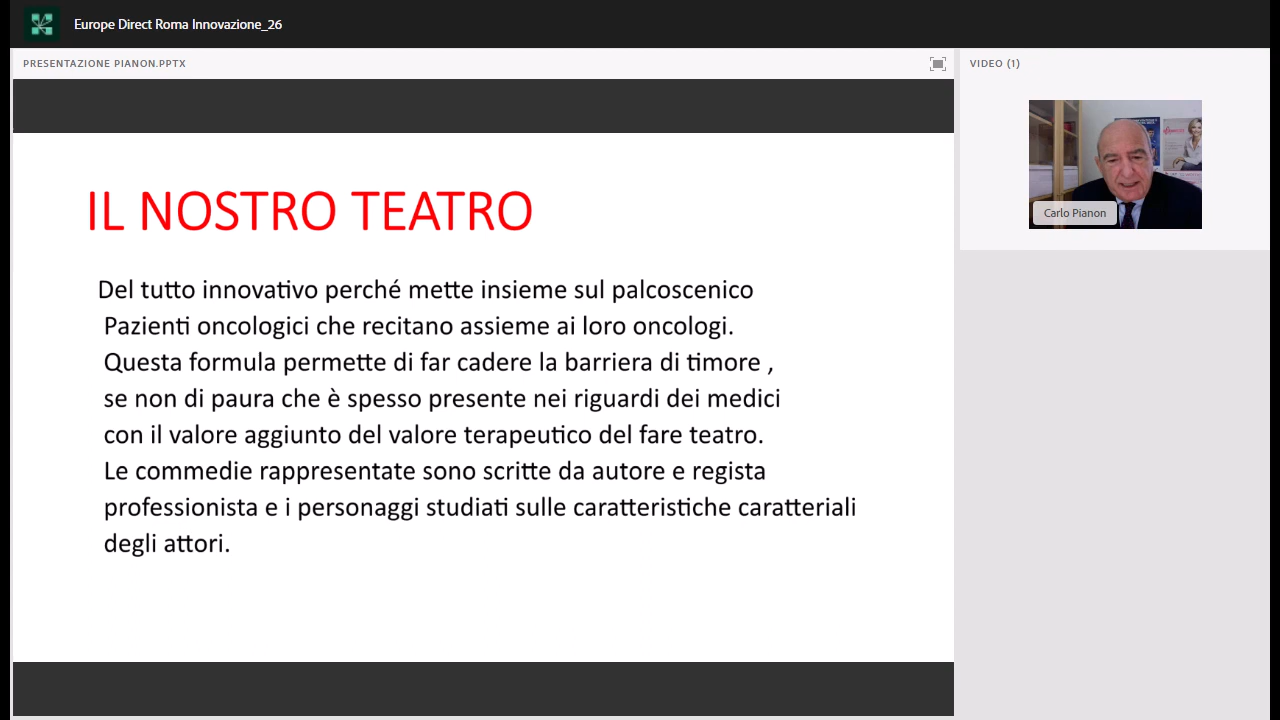 Europe Direct Roma Innovazione_26
PRESENTAZIONE PIANON.PPTX
VIDEO (1)
IL NOSTRO TEATRO
Del tutto innovativo perché mette insieme sul palcoscenico
Pazienti oncologici che recitano assieme ai loro oncologi.
Questa formula permette di far cadere la barriera di timore ,
se non di paura che è spesso presente nei riguardi dei medici
con il valore aggiunto del valore terapeutico del fare teatro.
Le commedie rappresentate sono scritte da autore e regista
professionista e i personaggi studiati sulle caratteristiche caratteriali
degli attori.
Carlo Pianon